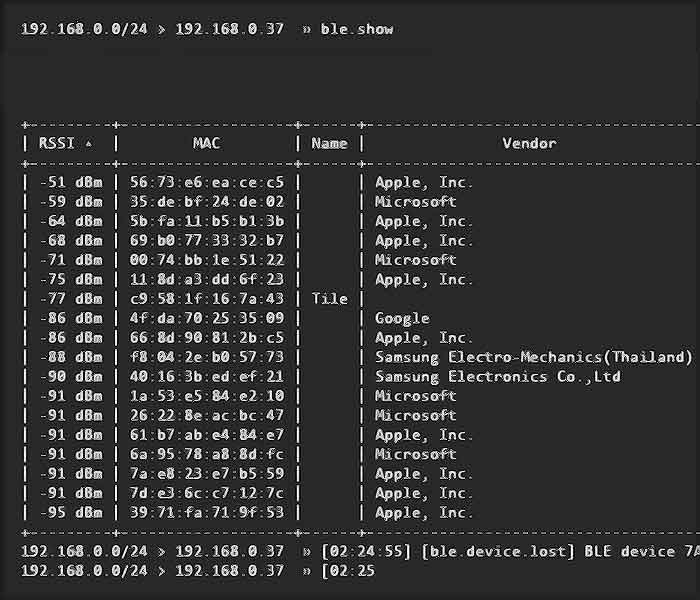 192.168.0.0/24 > 192.168.0.37 » ble.show
| RSSI ▵ | MAC | Name | Vendor
| -51 dBm | 56:73:e6:ea:ce:c5 | | Apple, Inc.
| -59 dBm | 35:de:bf:24:de:02 | | Microsoft
| -64 dBm | 5b:fa:11:b5:b1:3b | | Apple, Inc.
| -68 dBm | 69:b0:77:33:32:b7 | | Apple, Inc.
| -71 dBm | 00:74:bb:1e:51:22 | | Microsoft
| -75 dBm | 11:8d:a3:dd:6f:23 | | Apple, Inc.
| -77 dBm | c9:58:1f:16:7a:43 | Tile |
| -86 dBm | 4f:da:70:25:35:09 | | Google
| -86 dBm | 66:8d:90:81:2b:c5 | | Apple, Inc.
| -88 dBm | f8:04:2e:b0:57:73 | | Samsung Electro-Mechanics(Thailand)
| -90 dBm | 40:16:3b:ed:ef:21 | | Samsung Electronics Co.,Ltd
| -91 dBm | 1a:53:e5:84:e2:10 | | Microsoft
| -91 dBm | 26:22:8e:ac:bc:47 | | Microsoft
| -91 dBm | 61:b7:ab:e4:84:e7 | | Apple, Inc.
| -91 dBm | 6a:95:78:a8:8d:fc | | Microsoft
| -91 dBm | 7a:e8:23:e7:b5:59 | | Apple, Inc.
| -91 dBm | 7d:e3:6c:c7:12:7c | | Apple, Inc.
| -95 dBm | 39:71:fa:71:9f:53 | | Apple, Inc.
192.168.0.0/24 > 192.168.0.37 » [02:24:55] [ble.device.lost] BLE device 7A
192.168.0.0/24 > 192.168.0.37 » [02:25